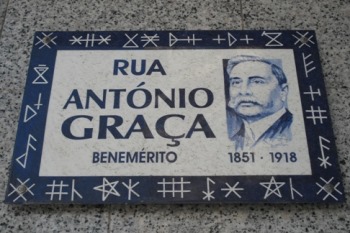 RUA
ANTÓNIO
GRAÇA
BENEMÉRITO
1851 · 1918